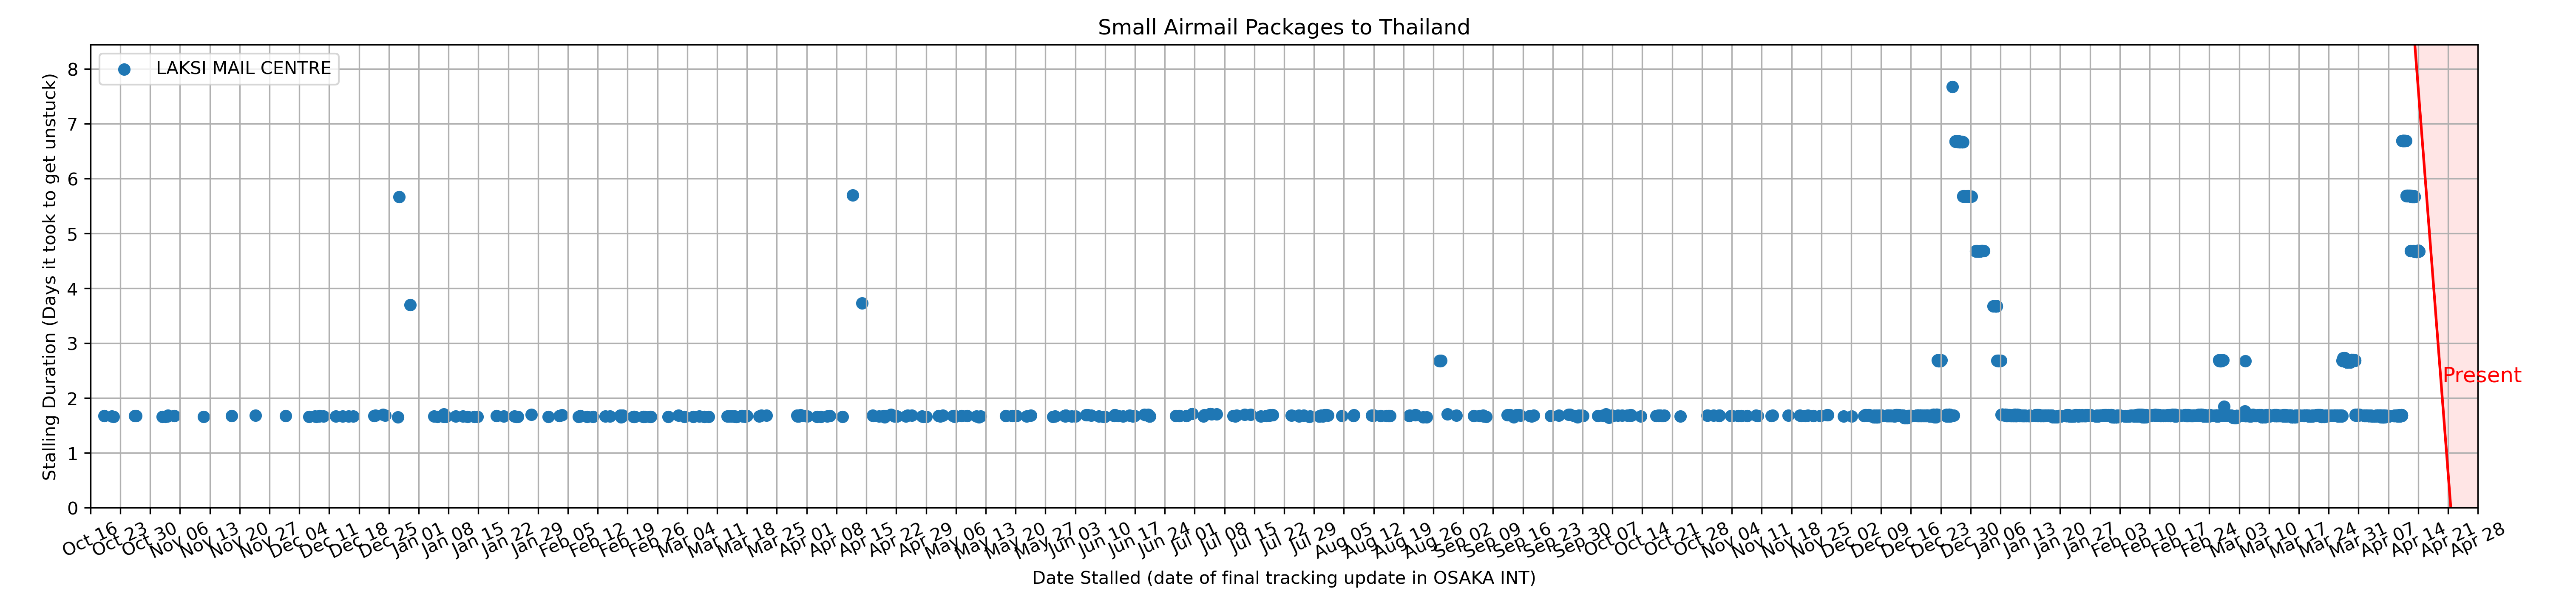 Small Airmail Packages to Thailand
LAKSI MAIL CENTRE
Stalling Duration (Days it took to get unstuck)
8
7
6
5
4
3
2
1
0
Present
Oct 16
Oct 23
Oct 30
Nov 06
Nov 13
Nov 20
Nov 27
Dec 04
Dec 11
Dec 18
Dec 25
Jan 01
Jan 08
Jan 15
Jan 22
Jan 29
Feb 05
Feb 12
Feb 19
Feb 26
Mar 04
Mar 11
Mar 18
Mar 25
Apr 01
Apr 08
Apr 15
Apr 22
Apr 29
May 06
May 13
May 20
May 27
Jun 03
Jun 10
Jun 17
Jun 24
Jul 01
Jul 08
Jul 15
Jul 22
Jul 29
Aug 05
Aug 12
Aug 19
Aug 26
Sep 02
Sep 09
Sep 16
Sep 23
Sep 30
Oct 07
Oct 14
Oct 21
Oct 28
Nov 04
Nov 11
Nov 18
Nov 25
Dec 02
Dec 09
Dec 16
Dec 23
Dec 30
Jan 06
Jan 13
Jan 20
Jan 27
Feb 03
Feb 10
Feb 17
Feb 24
Mar 03
Mar 10
Mar 17
Mar 24
Mar 31
Apr 07
Apr 14
Apr 21
Apr 28
Date Stalled (date of final tracking update in OSAKA INT)